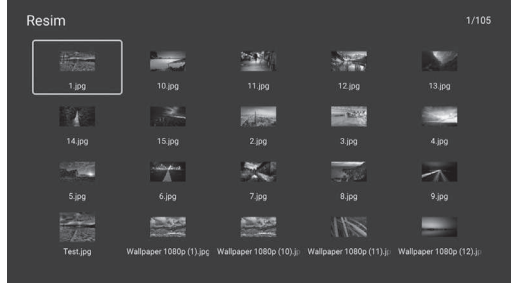 Resim 1/105
1.jpg 10.jpg 11.jpg 12.jpg 13.jpg
14.jpg 15.jpg 2.jpg 3.jpg 4.jpg
5.jpg 6.jpg 7.jpg 8.jpg 9.jpg
Test.jpg Wallpaper 1080p (1).jpg Wallpaper 1080p (10).j Wallpaper 1080p (11).j Wallpaper 1080p (12).j